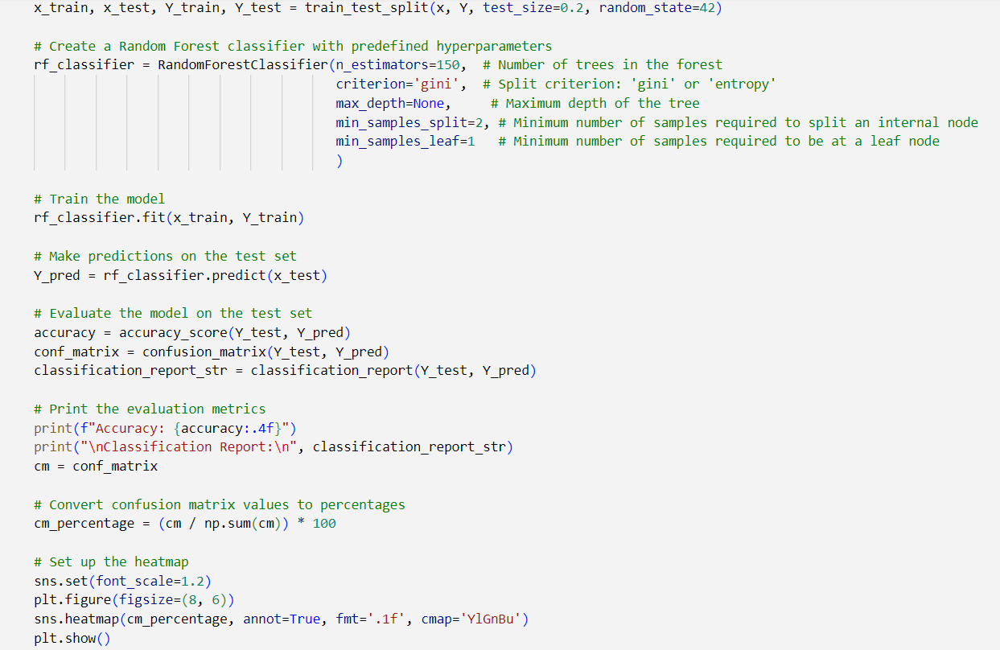 x_train, x_test, Y_train, Y_test = train_test_split(x, Y, test_size=0.2, random_state=42)
# Create a Random Forest classifier with predefined hyperparameters
rf_classifier = RandomForestClassifier(n_estimators=150,  # Number of trees in the forest
criterion='gini',  # Split criterion: 'gini' or 'entropy'
max_depth=None,     # Maximum depth of the tree
min_samples_split=2, # Minimum number of samples required to split an internal node
min_samples_leaf=1   # Minimum number of samples required to be at a leaf node
)
# Train the model
rf_classifier.fit(x_train, Y_train)
# Make predictions on the test set
Y_pred = rf_classifier.predict(x_test)
# Evaluate the model on the test set
accuracy = accuracy_score(Y_test, Y_pred)
conf_matrix = confusion_matrix(Y_test, Y_pred)
classification_report_str = classification_report(Y_test, Y_pred)
# Print the evaluation metrics
print(f"Accuracy: {accuracy:.4f}")
print("\nClassification Report:\n", classification_report_str)
cm = conf_matrix
# Convert confusion matrix values to percentages
cm_percentage = (cm / np.sum(cm)) * 100
# Set up the heatmap
sns.set(font_scale=1.2)
plt.figure(figsize=(8, 6))
sns.heatmap(cm_percentage, annot=True, fmt='.1f', cmap='YlGnBu')
plt.show()